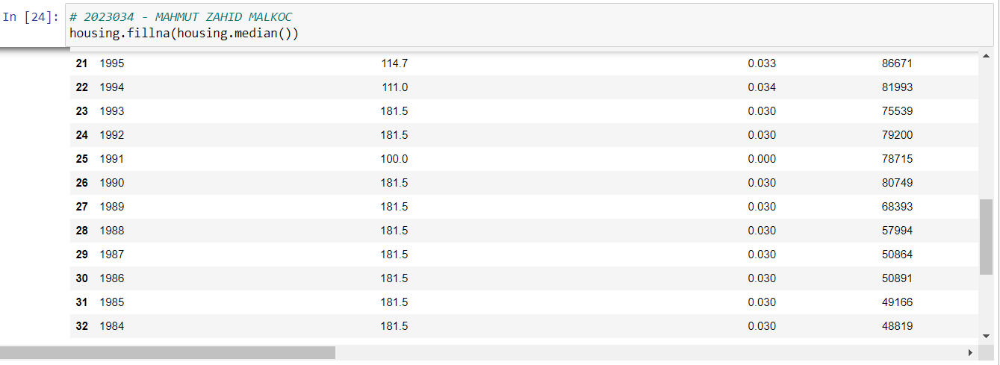 In [24]: # 2023034 - MAHMUT ZAHID MALKOC
housing.fillna(housing.median())
21 1995 114.7 0.033 86671
22 1994 111.0 0.034 81993
23 1993 181.5 0.030 75539
24 1992 181.5 0.030 79200
25 1991 100.0 0.000 78715
26 1990 181.5 0.030 80749
27 1989 181.5 0.030 68393
28 1988 181.5 0.030 57994
29 1987 181.5 0.030 50864
30 1986 181.5 0.030 50891
31 1985 181.5 0.030 49166
32 1984 181.5 0.030 48819